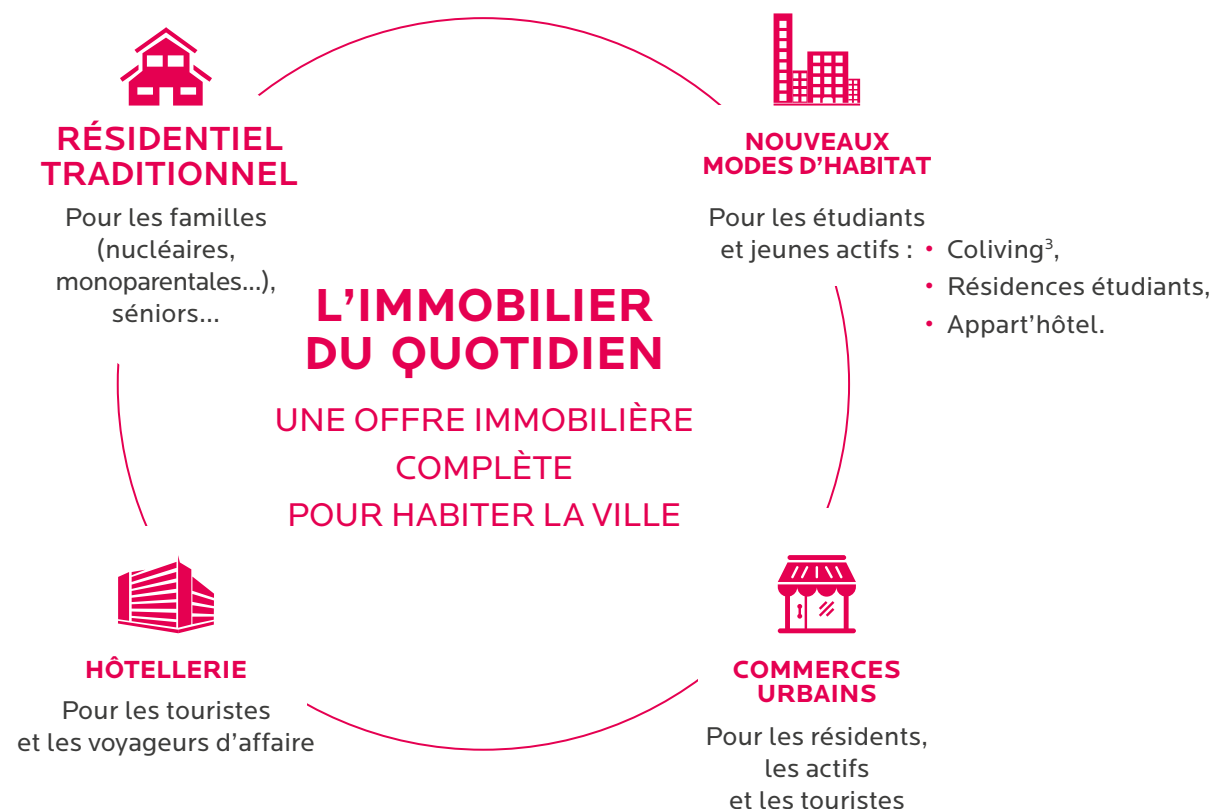 RÉSIDENTIEL
TRADITIONNEL
Pour les familles
(nucléaires,
monoparentales...),
séniors...
NOUVEAUX
MODES D’HABITAT
Pour les étudiants
et jeunes actifs :
• Coliving³,
• Résidences étudiants,
• Appart’hôtel.
L’IMMOBILIER
DU QUOTIDIEN
UNE OFFRE IMMOBILIÈRE
COMPLÈTE
POUR HABITER LA VILLE
HÔTELLERIE
Pour les touristes
et les voyageurs d’affaire
COMMERCES
URBAINS
Pour les résidents,
les actifs
et les touristes